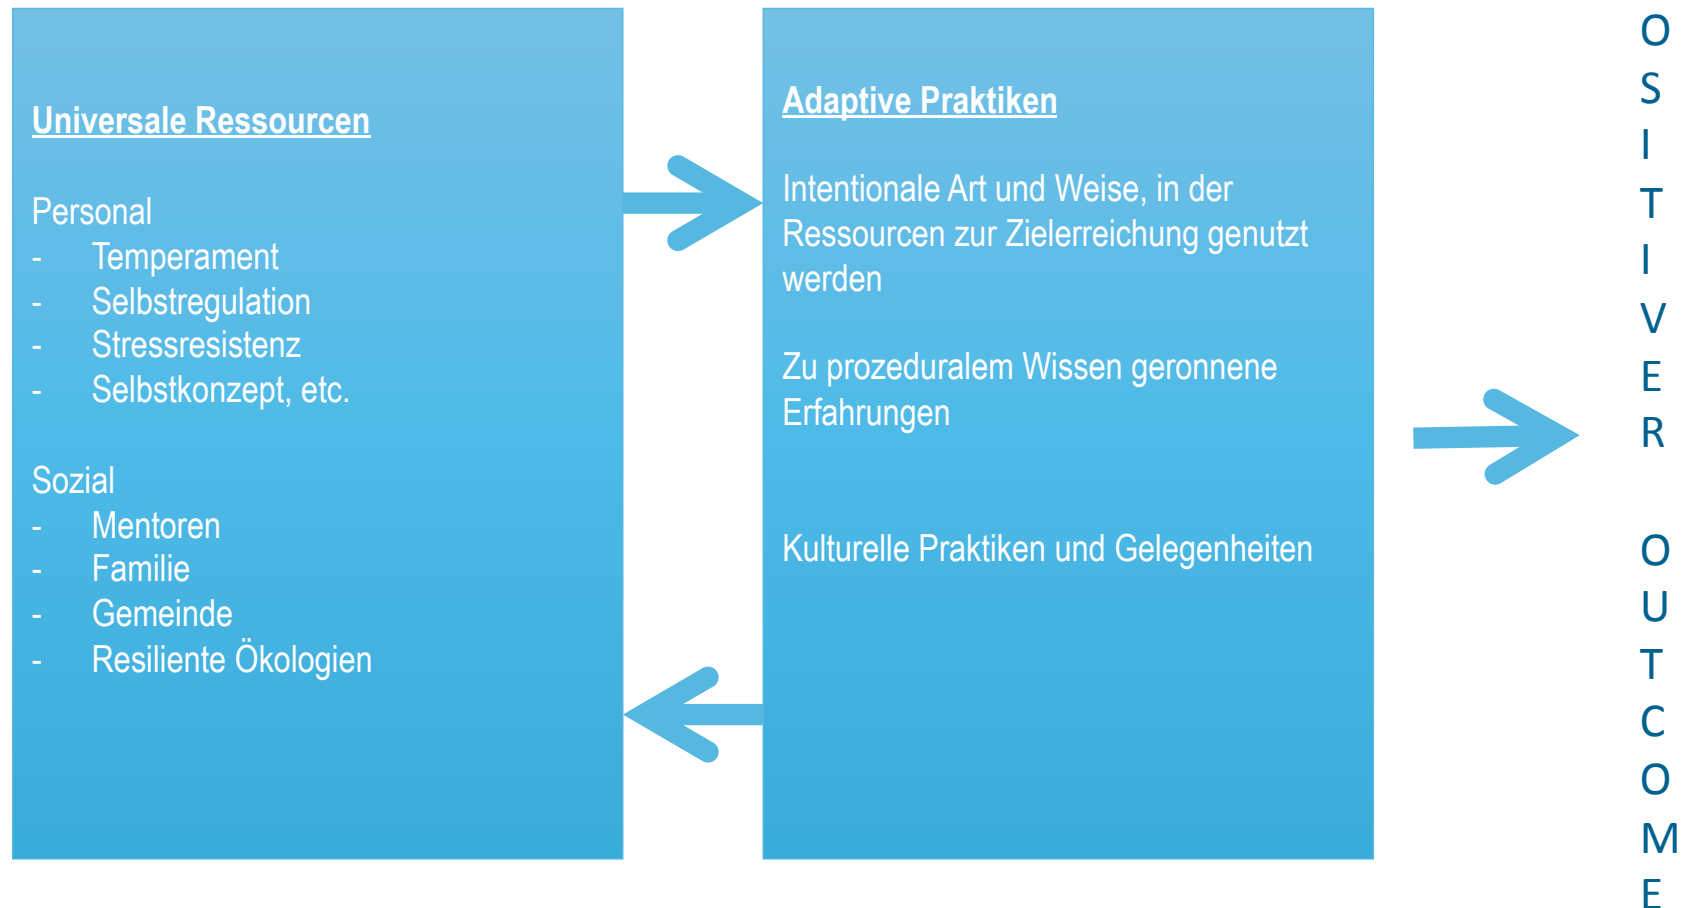 Universale Ressourcen
Personal
- Temperament
- Selbstregulation
- Stressresistenz
- Selbstkonzept, etc.
Sozial
- Mentoren
- Familie
- Gemeinde
- Resiliente Ökologien
Adaptive Praktiken
Intentionale Art und Weise, in der
Ressourcen zur Zielerreichung genutzt
werden
Zu prozeduralem Wissen geronnene
Erfahrungen
Kulturelle Praktiken und Gelegenheiten
O
S
I
T
I
V
E
R
O
U
T
C
O
M
E